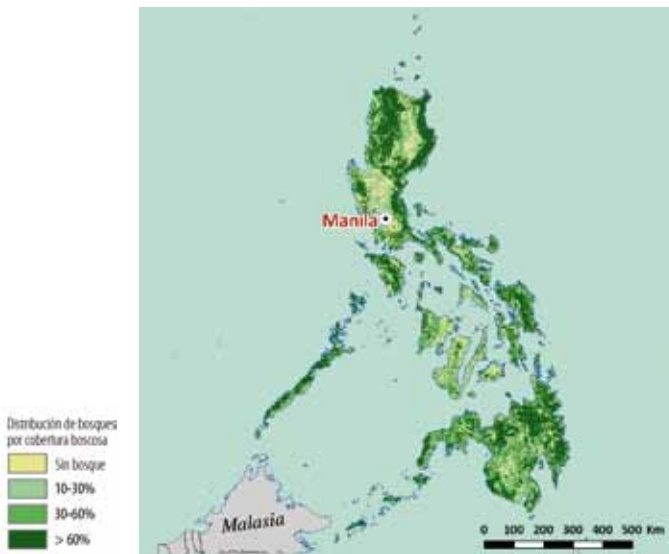 Manila
Distribución de bosques
por cobertura boscosa
Sin bosque
10-30%
30-60%
> 60%
Malasia
0 100 200 300 400 500 Km